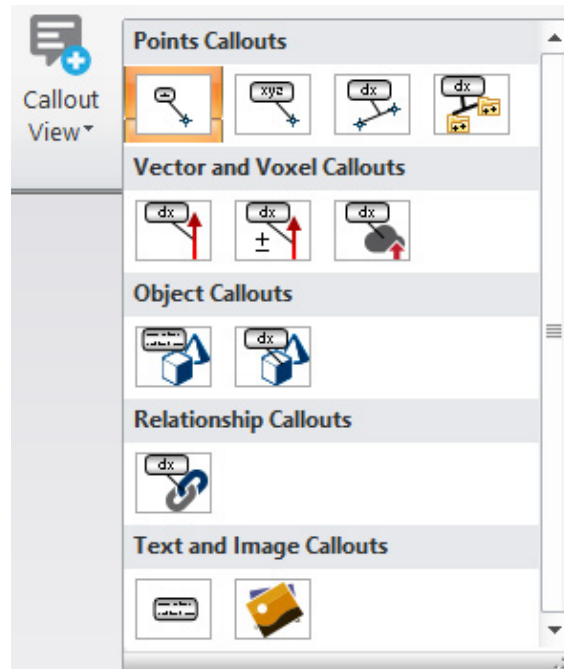 Callout
View
Points Callouts
xyz
dx
dx
Vector and Voxel Callouts
dx
dx
±
dx
Object Callouts
dx
Relationship Callouts
dx
Text and Image Callouts